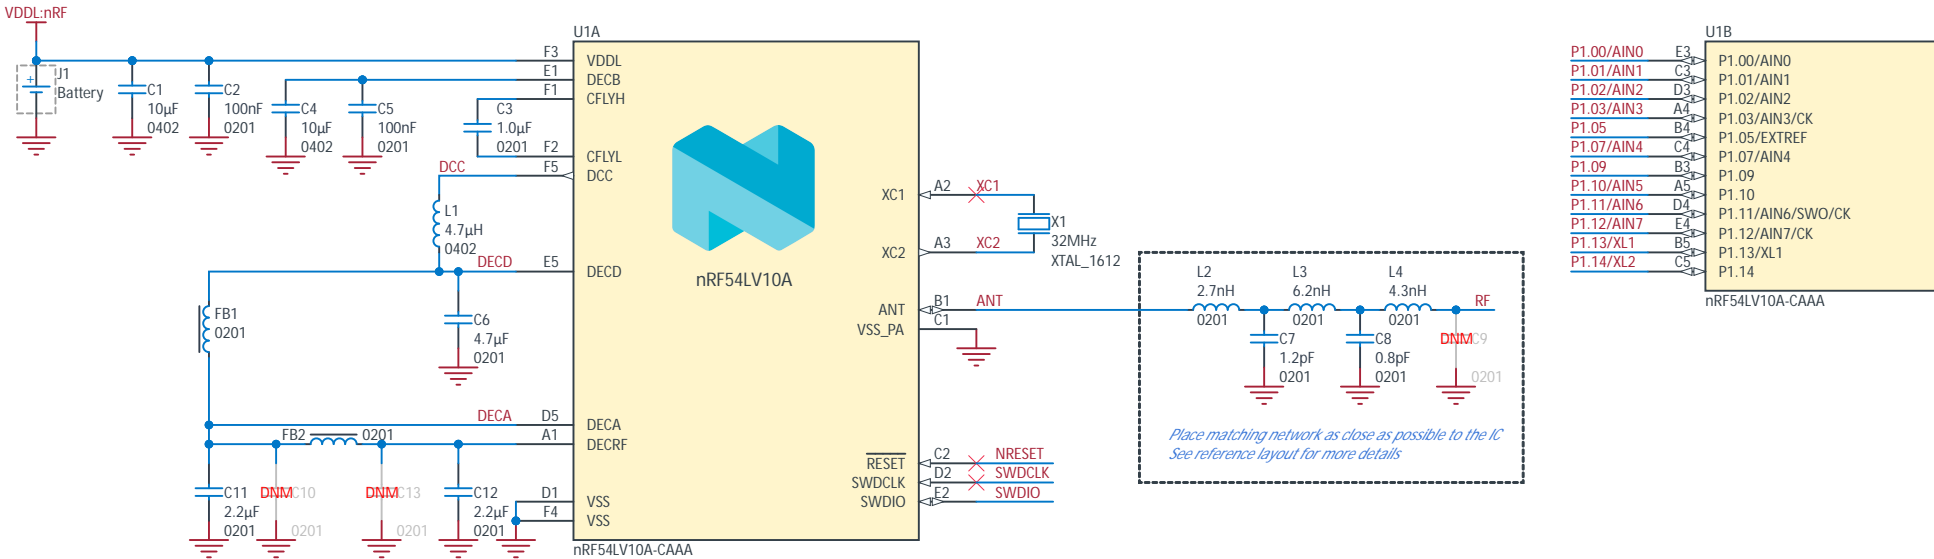 VDDL:nRF
J1
Battery
+
C1
10µF
0402
C2
100nF
0201
C4
10µF
0402
C5
100nF
0201
C3
1.0µF
0201
DCC
L1
4.7µH
0402
DECD
FB1
0201
C6
4.7µF
0201
DECA
FB2 0201
C11
2.2µF
0201
DNM C10
0201
DNM C13
0201
C12
2.2µF
0201
U1A
F3 VDDL
E1 DECB
F1 CFLYH
F2 CFLYL
F5 DCC
E5 DECD
D5 DECA
A1 DECRF
D1 VSS
F4 VSS
nRF54LV10A
XC1 A2 XC1
XC2 A3 XC2
ANT B1 ANT
VSS_PA C1
RESET C2 NRESET
SWDCLK D2 SWDCLK
SWDIO E2 SWDIO
nRF54LV10A-CAAA
X1
32MHz
XTAL_1612
L2
2.7nH
0201
L3
6.2nH
0201
L4
4.3nH
0201
RF
C7
1.2pF
0201
C8
0.8pF
0201
DNM C9
0201
Place matching network as close as possible to the IC
See reference layout for more details
U1B
P1.00/AIN0 E3 P1.00/AIN0
P1.01/AIN1 C3 P1.01/AIN1
P1.02/AIN2 D3 P1.02/AIN2
P1.03/AIN3 A4 P1.03/AIN3/CK
P1.05 B4 P1.05/EXTREF
P1.07/AIN4 C4 P1.07/AIN4
P1.09 B3 P1.09
P1.10/AIN5 A5 P1.10
P1.11/AIN6 D4 P1.11/AIN6/SWO/CK
P1.12/AIN7 E4 P1.12/AIN7/CK
P1.13/XL1 B5 P1.13/XL1
P1.14/XL2 C5 P1.14
nRF54LV10A-CAAA